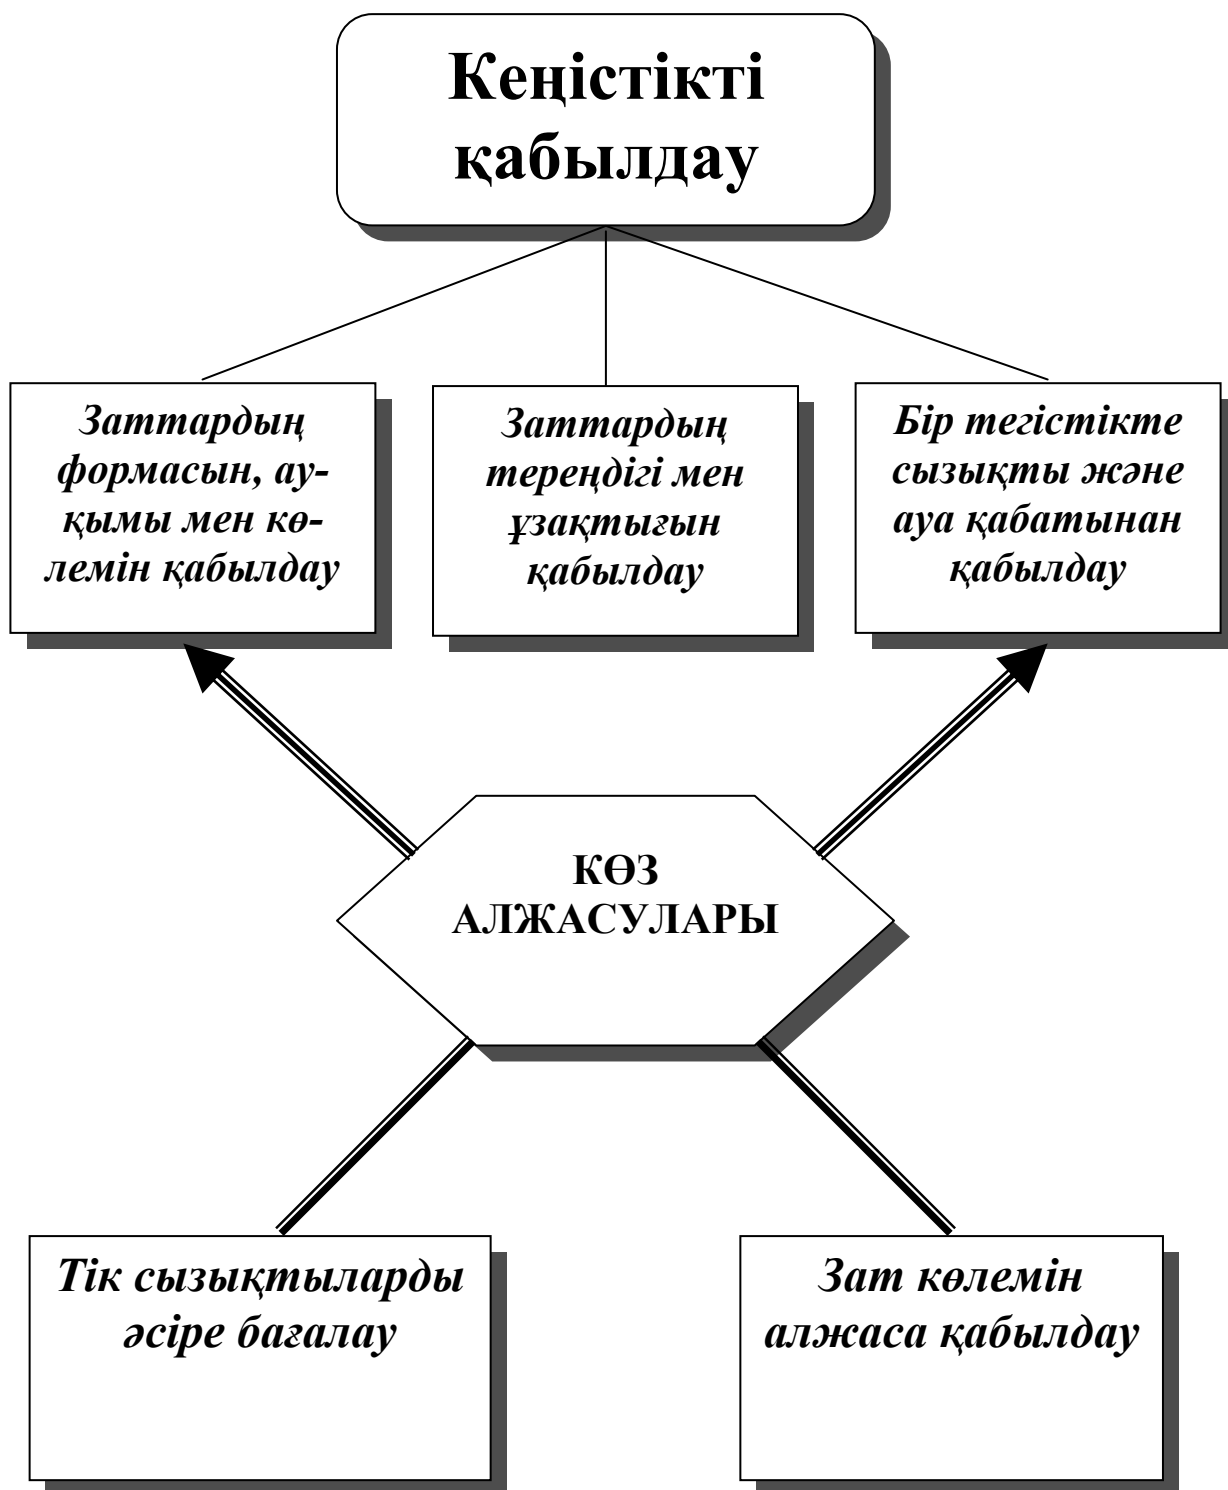 Кеңістікті
қабылдау
Заттардың
формасын, ау-
қымы мен кө-
лемін қабылдау
Заттардың
тереңдігі мен
ұзақтығын
қабылдау
Бір тегістікте
сызықты және
ауа қабатынан
қабылдау
КӨЗ
АЛЖАСУЛАРЫ
Тік сызықтыларды
әсіре бағалау
Зат көлемін
алжаса қабылдау